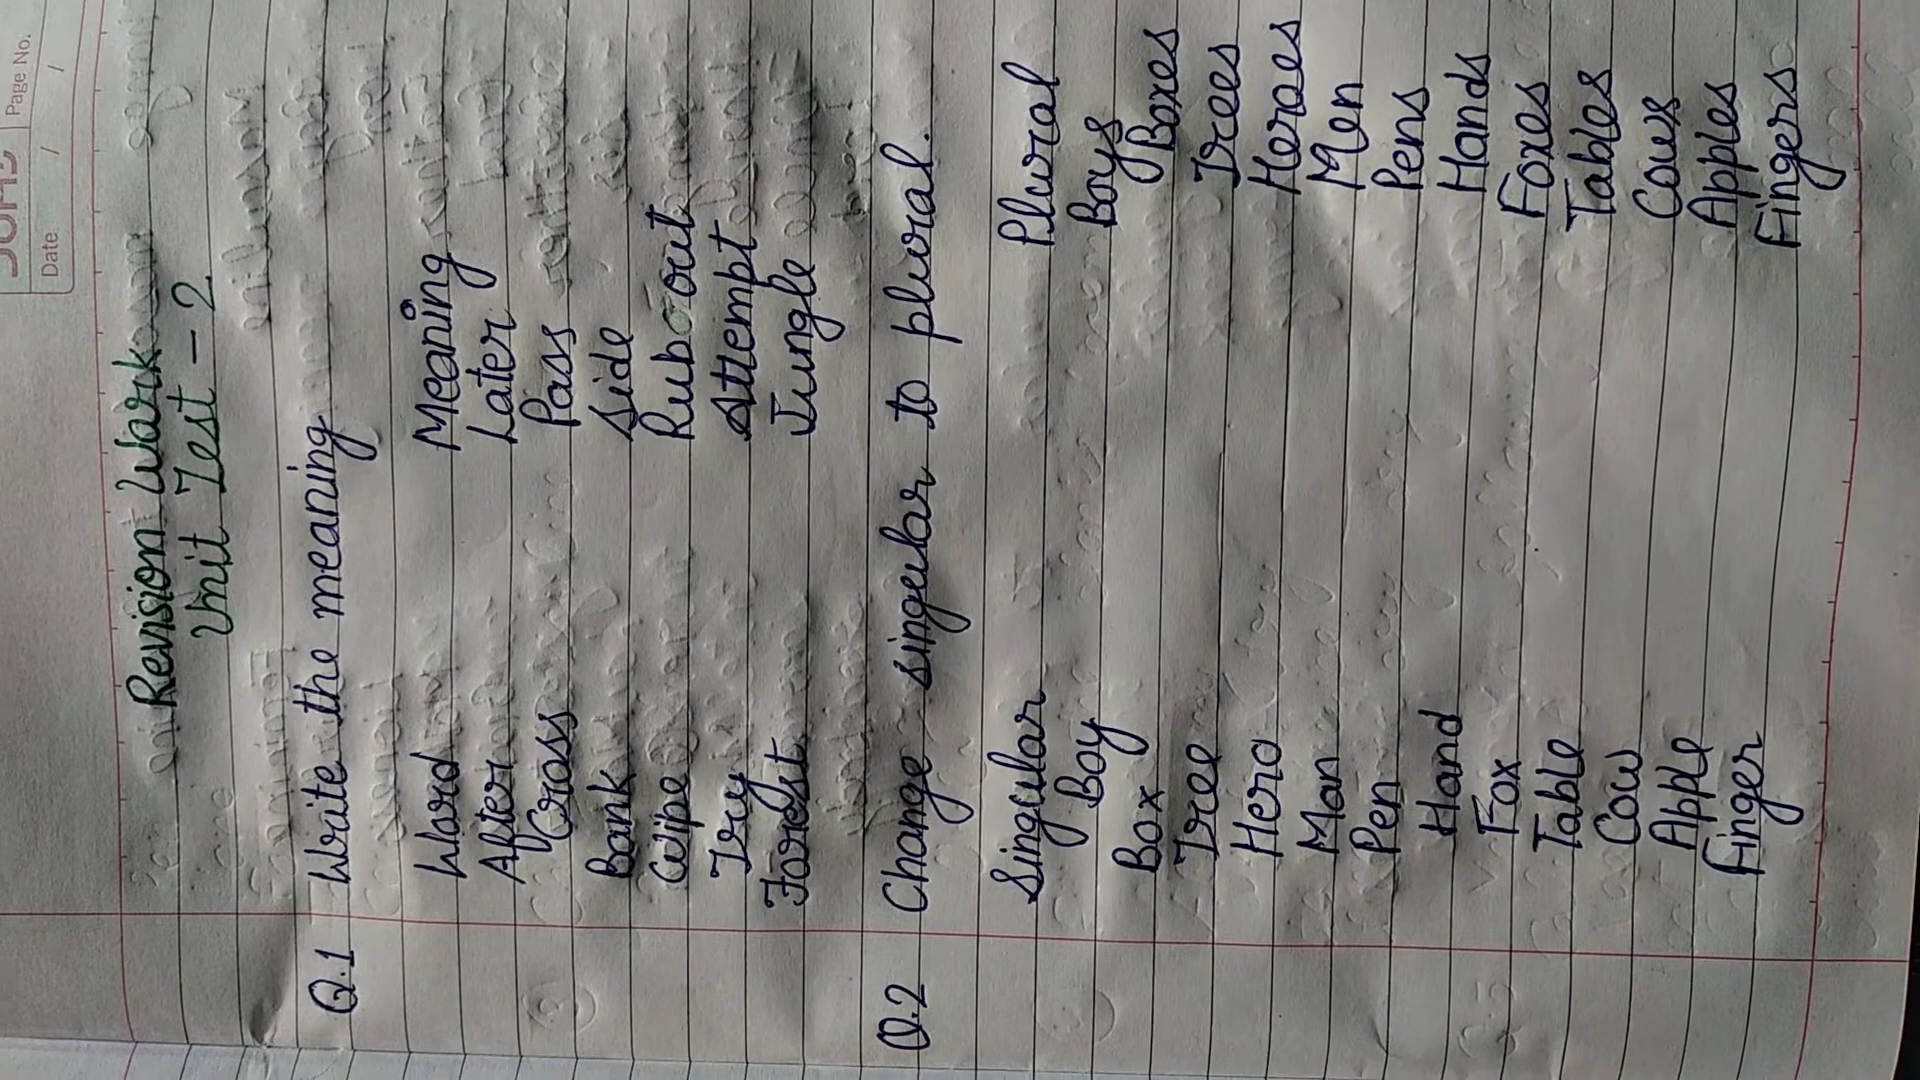 Page No.
Date / /
Revision Work
Unit Test - 2
Q.1 Write the meaning
Word Meaning
After Later
Cross Pass
Bank Side
Wipe Rub out
Try Attempt
Forest Jungle
Q.2 Change singular to plural.
Singular Plural
Boy Boys
Box Boxes
Tree Trees
Hero Heroes
Man Men
Pen Pens
Hand Hands
Fox Foxes
Table Tables
Cow Cows
Apple Apples
Finger Fingers